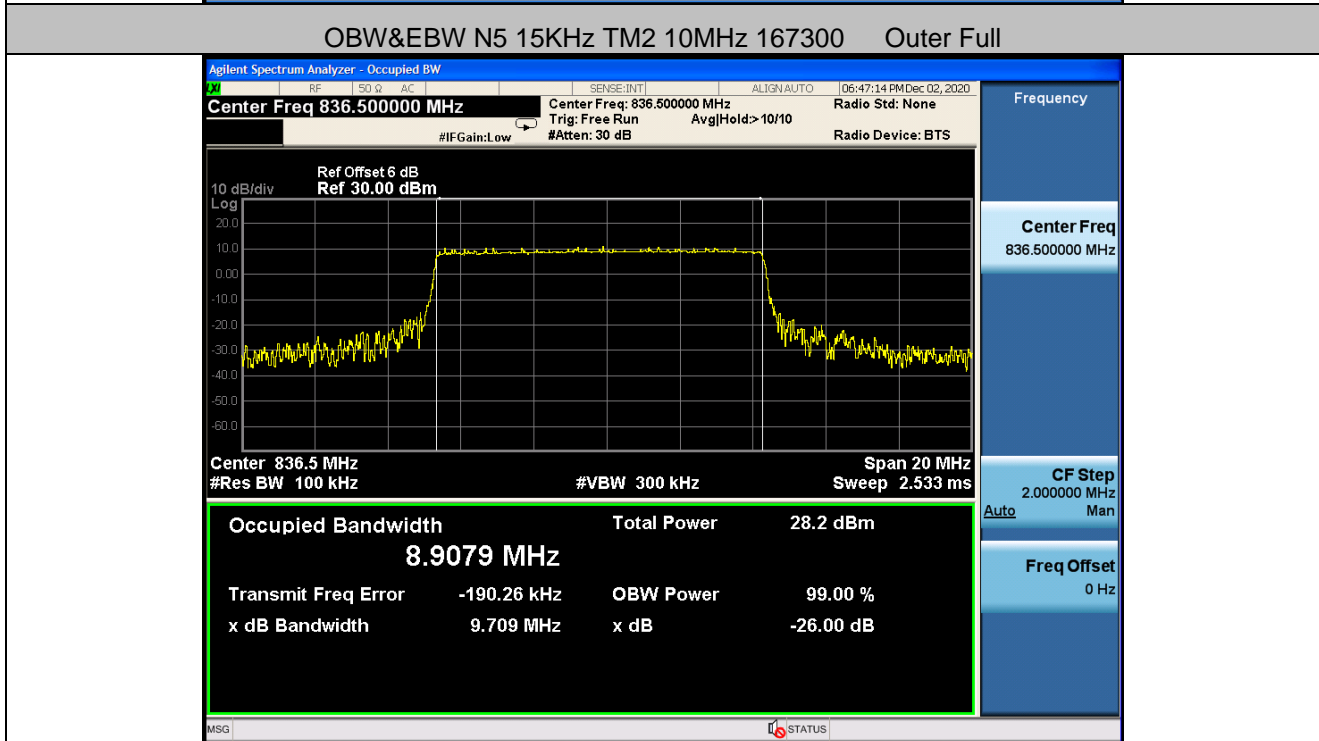 OBW&EBW N5 15KHz TM2 10MHz 167300 Outer Full
Agilent Spectrum Analyzer - Occupied BW
LXI RF 50 Ω AC SENSE:INT ALIGN AUTO 06:47:14 PM Dec 02, 2020
Center Freq 836.500000 MHz
Center Freq: 836.500000 MHz
Radio Std: None
Trig: Free Run Avg|Hold:>10/10
#IFGain:Low
#Atten: 30 dB
Radio Device: BTS
Frequency
Ref Offset 6 dB
10 dB/div Ref 30.00 dBm
Log
20.0
10.0
0.00
-10.0
-20.0
-30.0
-40.0
-50.0
-60.0
Center 836.5 MHz Span 20 MHz
#Res BW 100 kHz #VBW 300 kHz Sweep 2.533 ms
Occupied Bandwidth Total Power 28.2 dBm
8.9079 MHz
Transmit Freq Error -190.26 kHz OBW Power 99.00 %
x dB Bandwidth 9.709 MHz x dB -26.00 dB
Center Freq
836.500000 MHz
CF Step
2.000000 MHz
Auto Man
Freq Offset
0 Hz
MSG STATUS